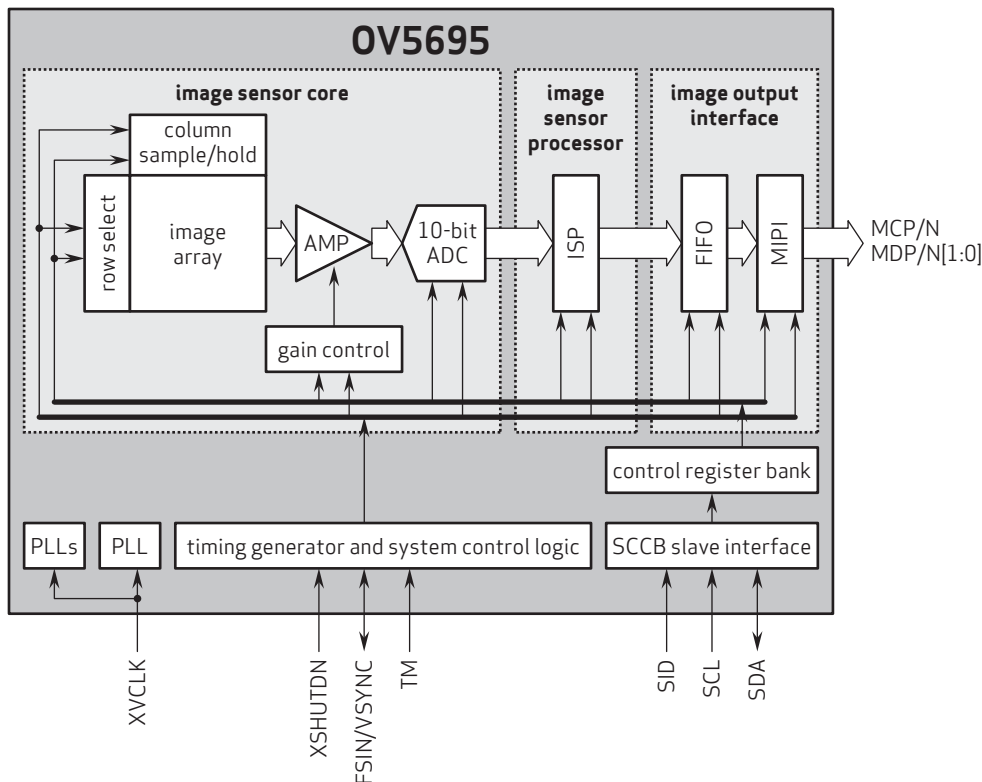 OV5695
image sensor core
image
sensor
processor
image output
interface
column
sample/hold
row select
image
array
AMP
10-bit
ADC
ISP
FIFO
MIPI
MCP/N
MDP/N[1:0]
gain control
control register bank
PLLs
PLL
timing generator and system control logic
SCCB slave interface
XVCLK
XSHUTDN
FSIN/VSYNC
TM
SID
SCL
SDA